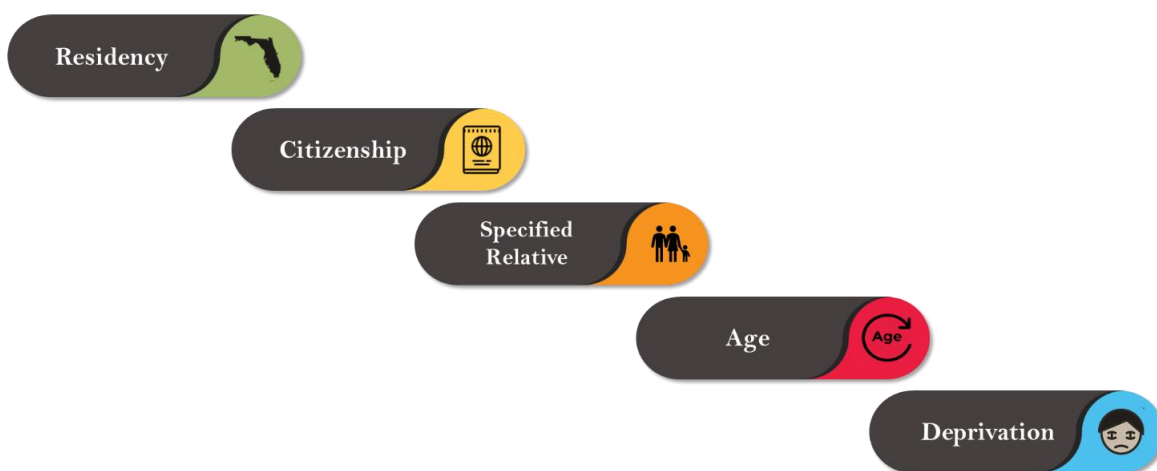 Residency
Citizenship
Specified
Relative
Age
Age
Deprivation